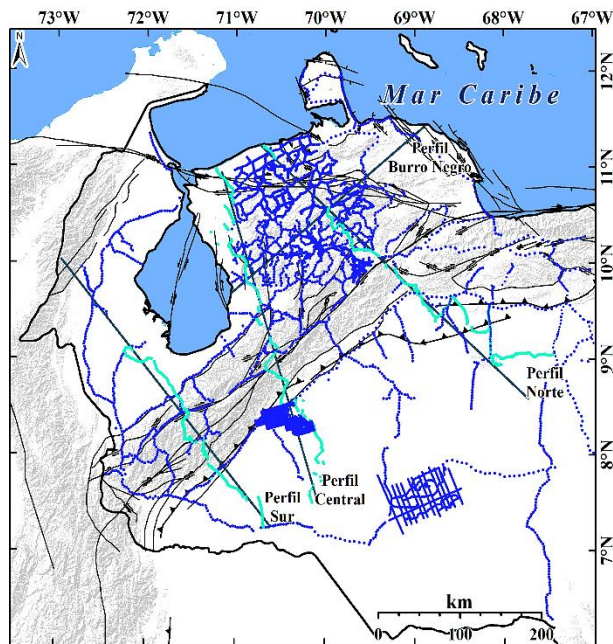 73°W 72°W 71°W 70°W 69°W 68°W 67°W
N
12°N
Mar Caribe
Perfil
Burro Negro
11°N
10°N
9°N
Perfil
Norte
8°N
Perfil
Central
Perfil
Sur
7°N
km
0 100 200